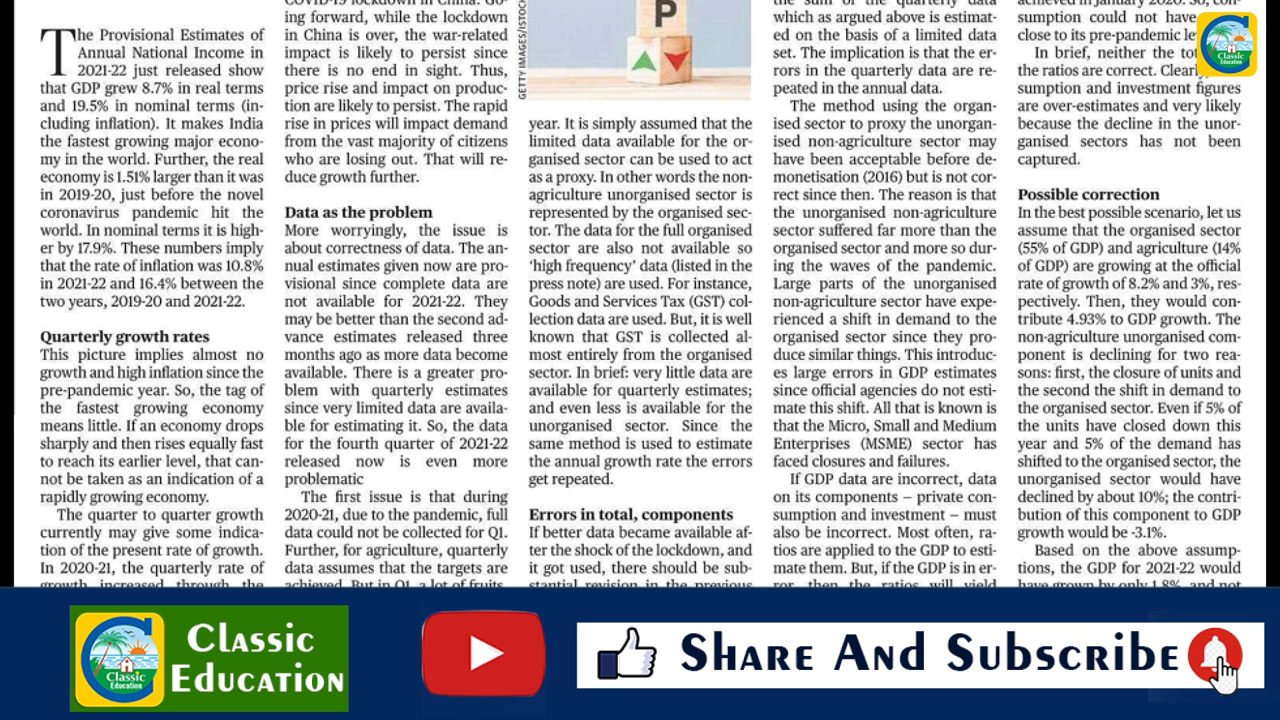 The Provisional Estimates of
Annual National Income in
2021-22 just released show
that GDP grew 8.7% in real terms
and 19.5% in nominal terms (in-
cluding inflation). It makes India
the fastest growing major econo-
my in the world. Further, the real
economy is 1.51% larger than it was
in 2019-20, just before the novel
coronavirus pandemic hit the
world. In nominal terms it is high-
er by 17.9%. These numbers imply
that the rate of inflation was 10.8%
in 2021-22 and 16.4% between the
two years, 2019-20 and 2021-22.
Quarterly growth rates
This picture implies almost no
growth and high inflation since the
pre-pandemic year. So, the tag of
the fastest growing economy
means little. If an economy drops
sharply and then rises equally fast
to reach its earlier level, that can-
not be taken as an indication of a
rapidly growing economy.
The quarter to quarter growth
currently may give some indica-
tion of the present rate of growth.
In 2020-21, the quarterly rate of
growth increased through the
COVID-19 lockdown in China. Go-
ing forward, while the lockdown
in China is over, the war-related
impact is likely to persist since
there is no end in sight. Thus,
price rise and impact on produc-
tion are likely to persist. The rapid
rise in prices will impact demand
from the vast majority of citizens
who are losing out. That will re-
duce growth further.
Data as the problem
More worryingly, the issue is
about correctness of data. The an-
nual estimates given now are pro-
visional since complete data are
not available for 2021-22. They
may be better than the second ad-
vance estimates released three
months ago as more data become
available. There is a greater pro-
blem with quarterly estimates
since very limited data are availa-
ble for estimating it. So, the data
for the fourth quarter of 2021-22
released now is even more
problematic
The first issue is that during
2020-21, due to the pandemic, full
data could not be collected for Q1.
Further, for agriculture, quarterly
data assumes that the targets are
achieved. But in Q1, a lot of fruits,
GETTY IMAGES/ISTOCK
P
year. It is simply assumed that the
limited data available for the or-
ganised sector can be used to act
as a proxy. In other words the non-
agriculture unorganised sector is
represented by the organised sec-
tor. The data for the full organised
sector are also not available so
'high frequency' data (listed in the
press note) are used. For instance,
Goods and Services Tax (GST) col-
lection data are used. But, it is well
known that GST is collected al-
most entirely from the organised
sector. In brief: very little data are
available for quarterly estimates;
and even less is available for the
unorganised sector. Since the
same method is used to estimate
the annual growth rate the errors
get repeated.
Errors in total, components
If better data became available af-
ter the shock of the lockdown, and
it got used, there should be sub-
stantial revision in the previous
the sum of the quarterly data
which as argued above is estimat-
ed on the basis of a limited data
set. The implication is that the er-
rors in the quarterly data are re-
peated in the annual data.
The method using the organ-
ised sector to proxy the unorgan-
ised non-agriculture sector may
have been acceptable before de-
monetisation (2016) but is not cor-
rect since then. The reason is that
the unorganised non-agriculture
sector suffered far more than the
organised sector and more so dur-
ing the waves of the pandemic.
Large parts of the unorganised
non-agriculture sector have expe-
rienced a shift in demand to the
organised sector since they pro-
duce similar things. This introduc-
es large errors in GDP estimates
since official agencies do not esti-
mate this shift. All that is known is
that the Micro, Small and Medium
Enterprises (MSME) sector has
faced closures and failures.
If GDP data are incorrect, data
on its components – private con-
sumption and investment – must
also be incorrect. Most often, ra-
tios are applied to the GDP to esti-
mate them. But, if the GDP is in er-
ror, then the ratios will yield
achieved in January 2020. So, con-
sumption could not have
close to its pre-pandemic
In brief, neither the
the ratios are correct.
sumption and investment figures
are over-estimates and very likely
because the decline in the unor-
ganised sectors has not been
captured.
Possible correction
In the best possible scenario, let us
assume that the organised sector
(55% of GDP) and agriculture (14%
of GDP) are growing at the official
rate of growth of 8.2% and 3%, res-
pectively. Then, they would con-
tribute 4.93% to GDP growth. The
non-agriculture unorganised com-
ponent is declining for two rea-
sons: first, the closure of units and
the second the shift in demand to
the organised sector. Even if 5% of
the units have closed down this
year and 5% of the demand has
shifted to the organised sector, the
unorganised sector would have
declined by about 10%; the contri-
bution of this component to GDP
growth would be -3.1%.
Based on the above assump-
tions, the GDP for 2021-22 would
have grown by only 1.8%, and not
Classic
Education
Classic
Education
Classic
Education
Share And Subscribe